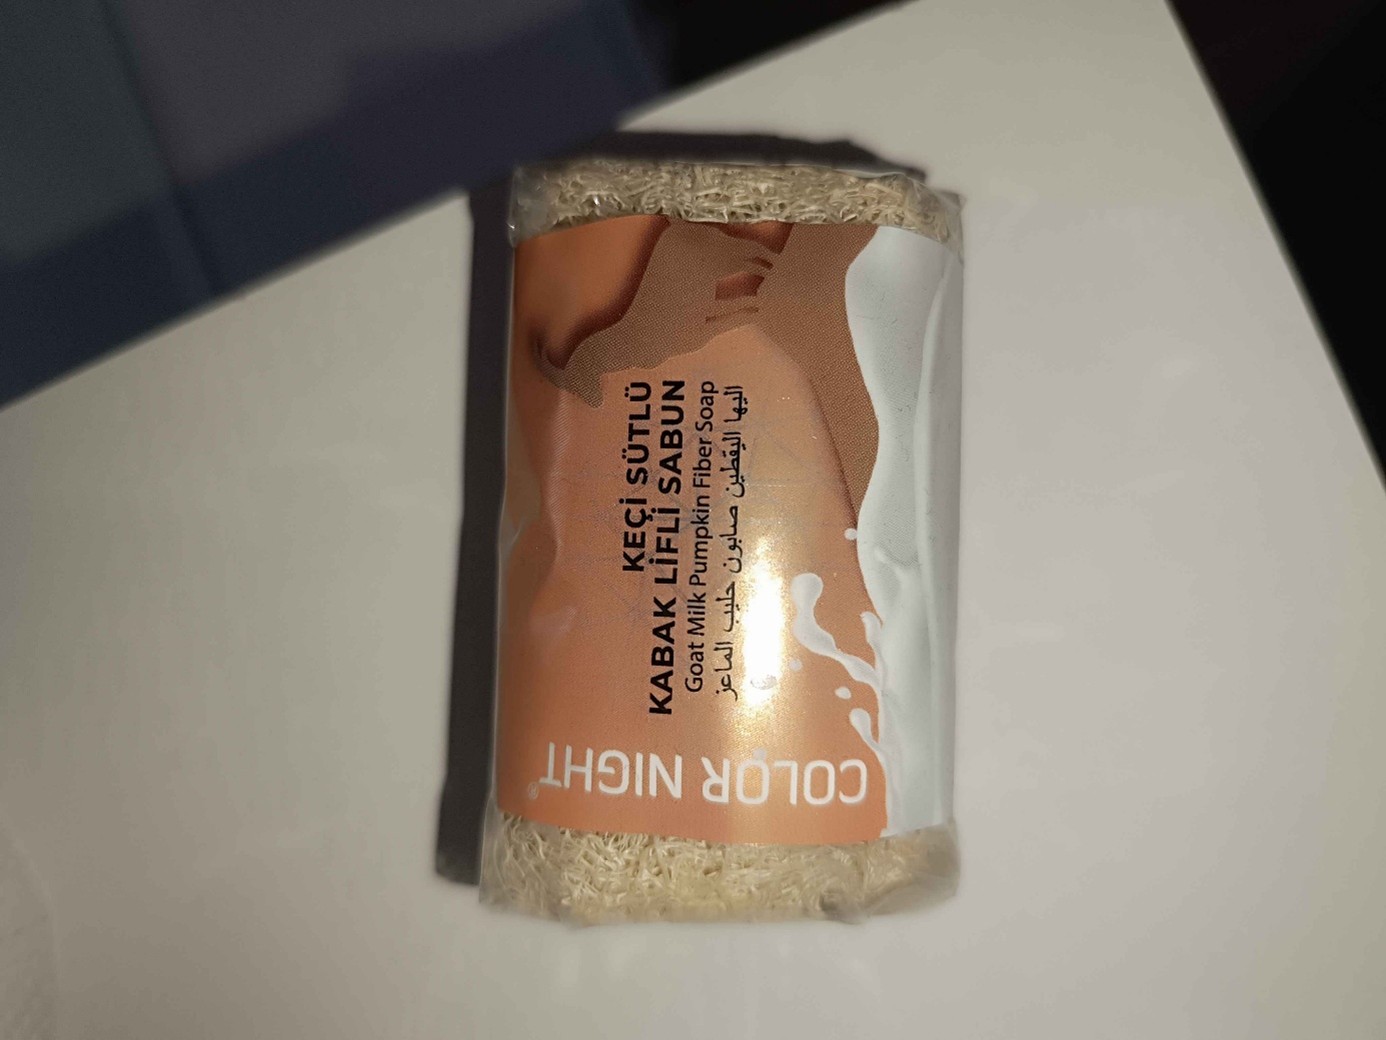 COLOR NIGHT®
KEÇİ SÜTLÜ
KABAK LİFLİ SABUN
Goat Milk Pumpkin Fiber Soap
اليها اليقطين صابون حليب الماعز